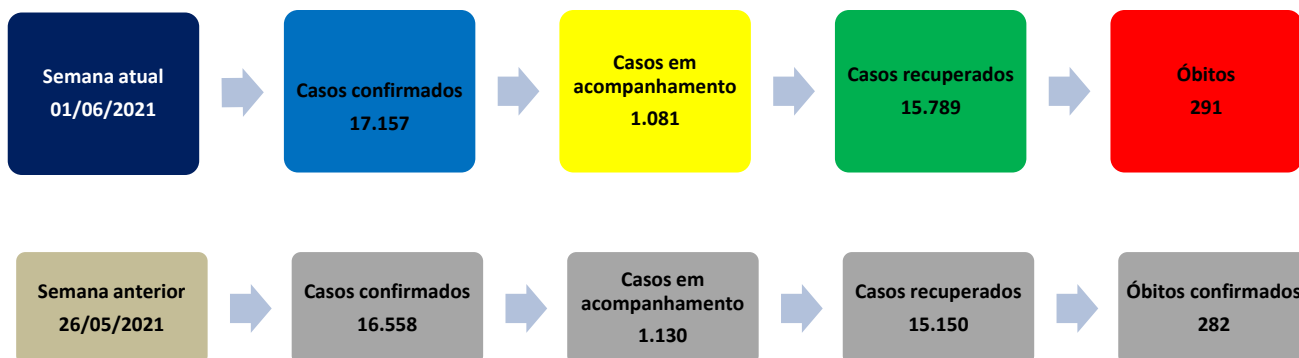 Semana atual
01/06/2021
Casos confirmados
17.157
Casos em
acompanhamento
1.081
Casos recuperados
15.789
Óbitos
291
Semana anterior
26/05/2021
Casos confirmados
16.558
Casos em
acompanhamento
1.130
Casos recuperados
15.150
Óbitos confirmados
282